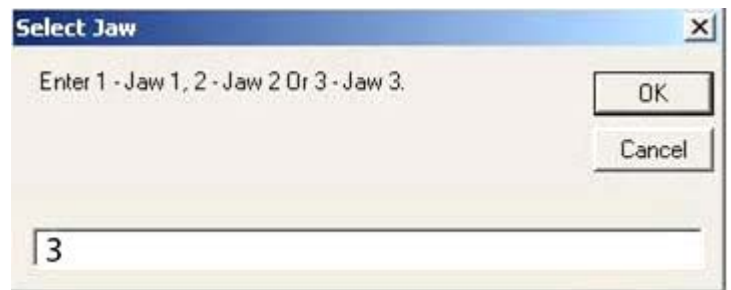 Select Jaw
Enter 1 - Jaw 1, 2 - Jaw 2 Or 3 - Jaw 3.
OK
Cancel
3